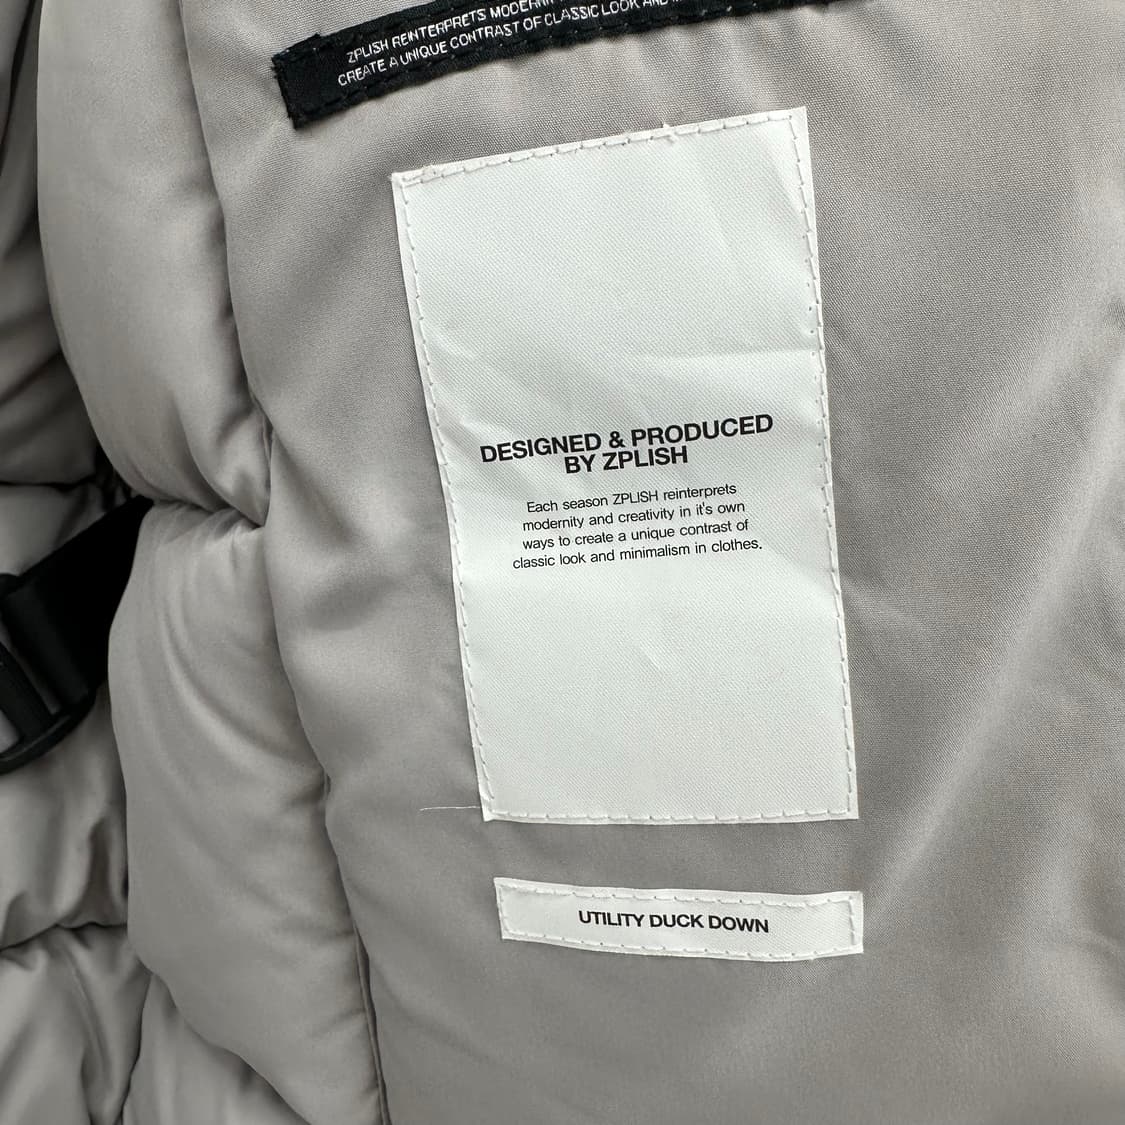 ZPLISH REINTERPRETS
CREATE A UNIQUE CONTRAST OF CLASSIC LOOK AND
DESIGNED & PRODUCED
BY ZPLISH
Each season ZPLISH reinterprets
modernity and creativity in it's own
ways to create a unique contrast of
classic look and minimalism in clothes.
UTILITY DUCK DOWN